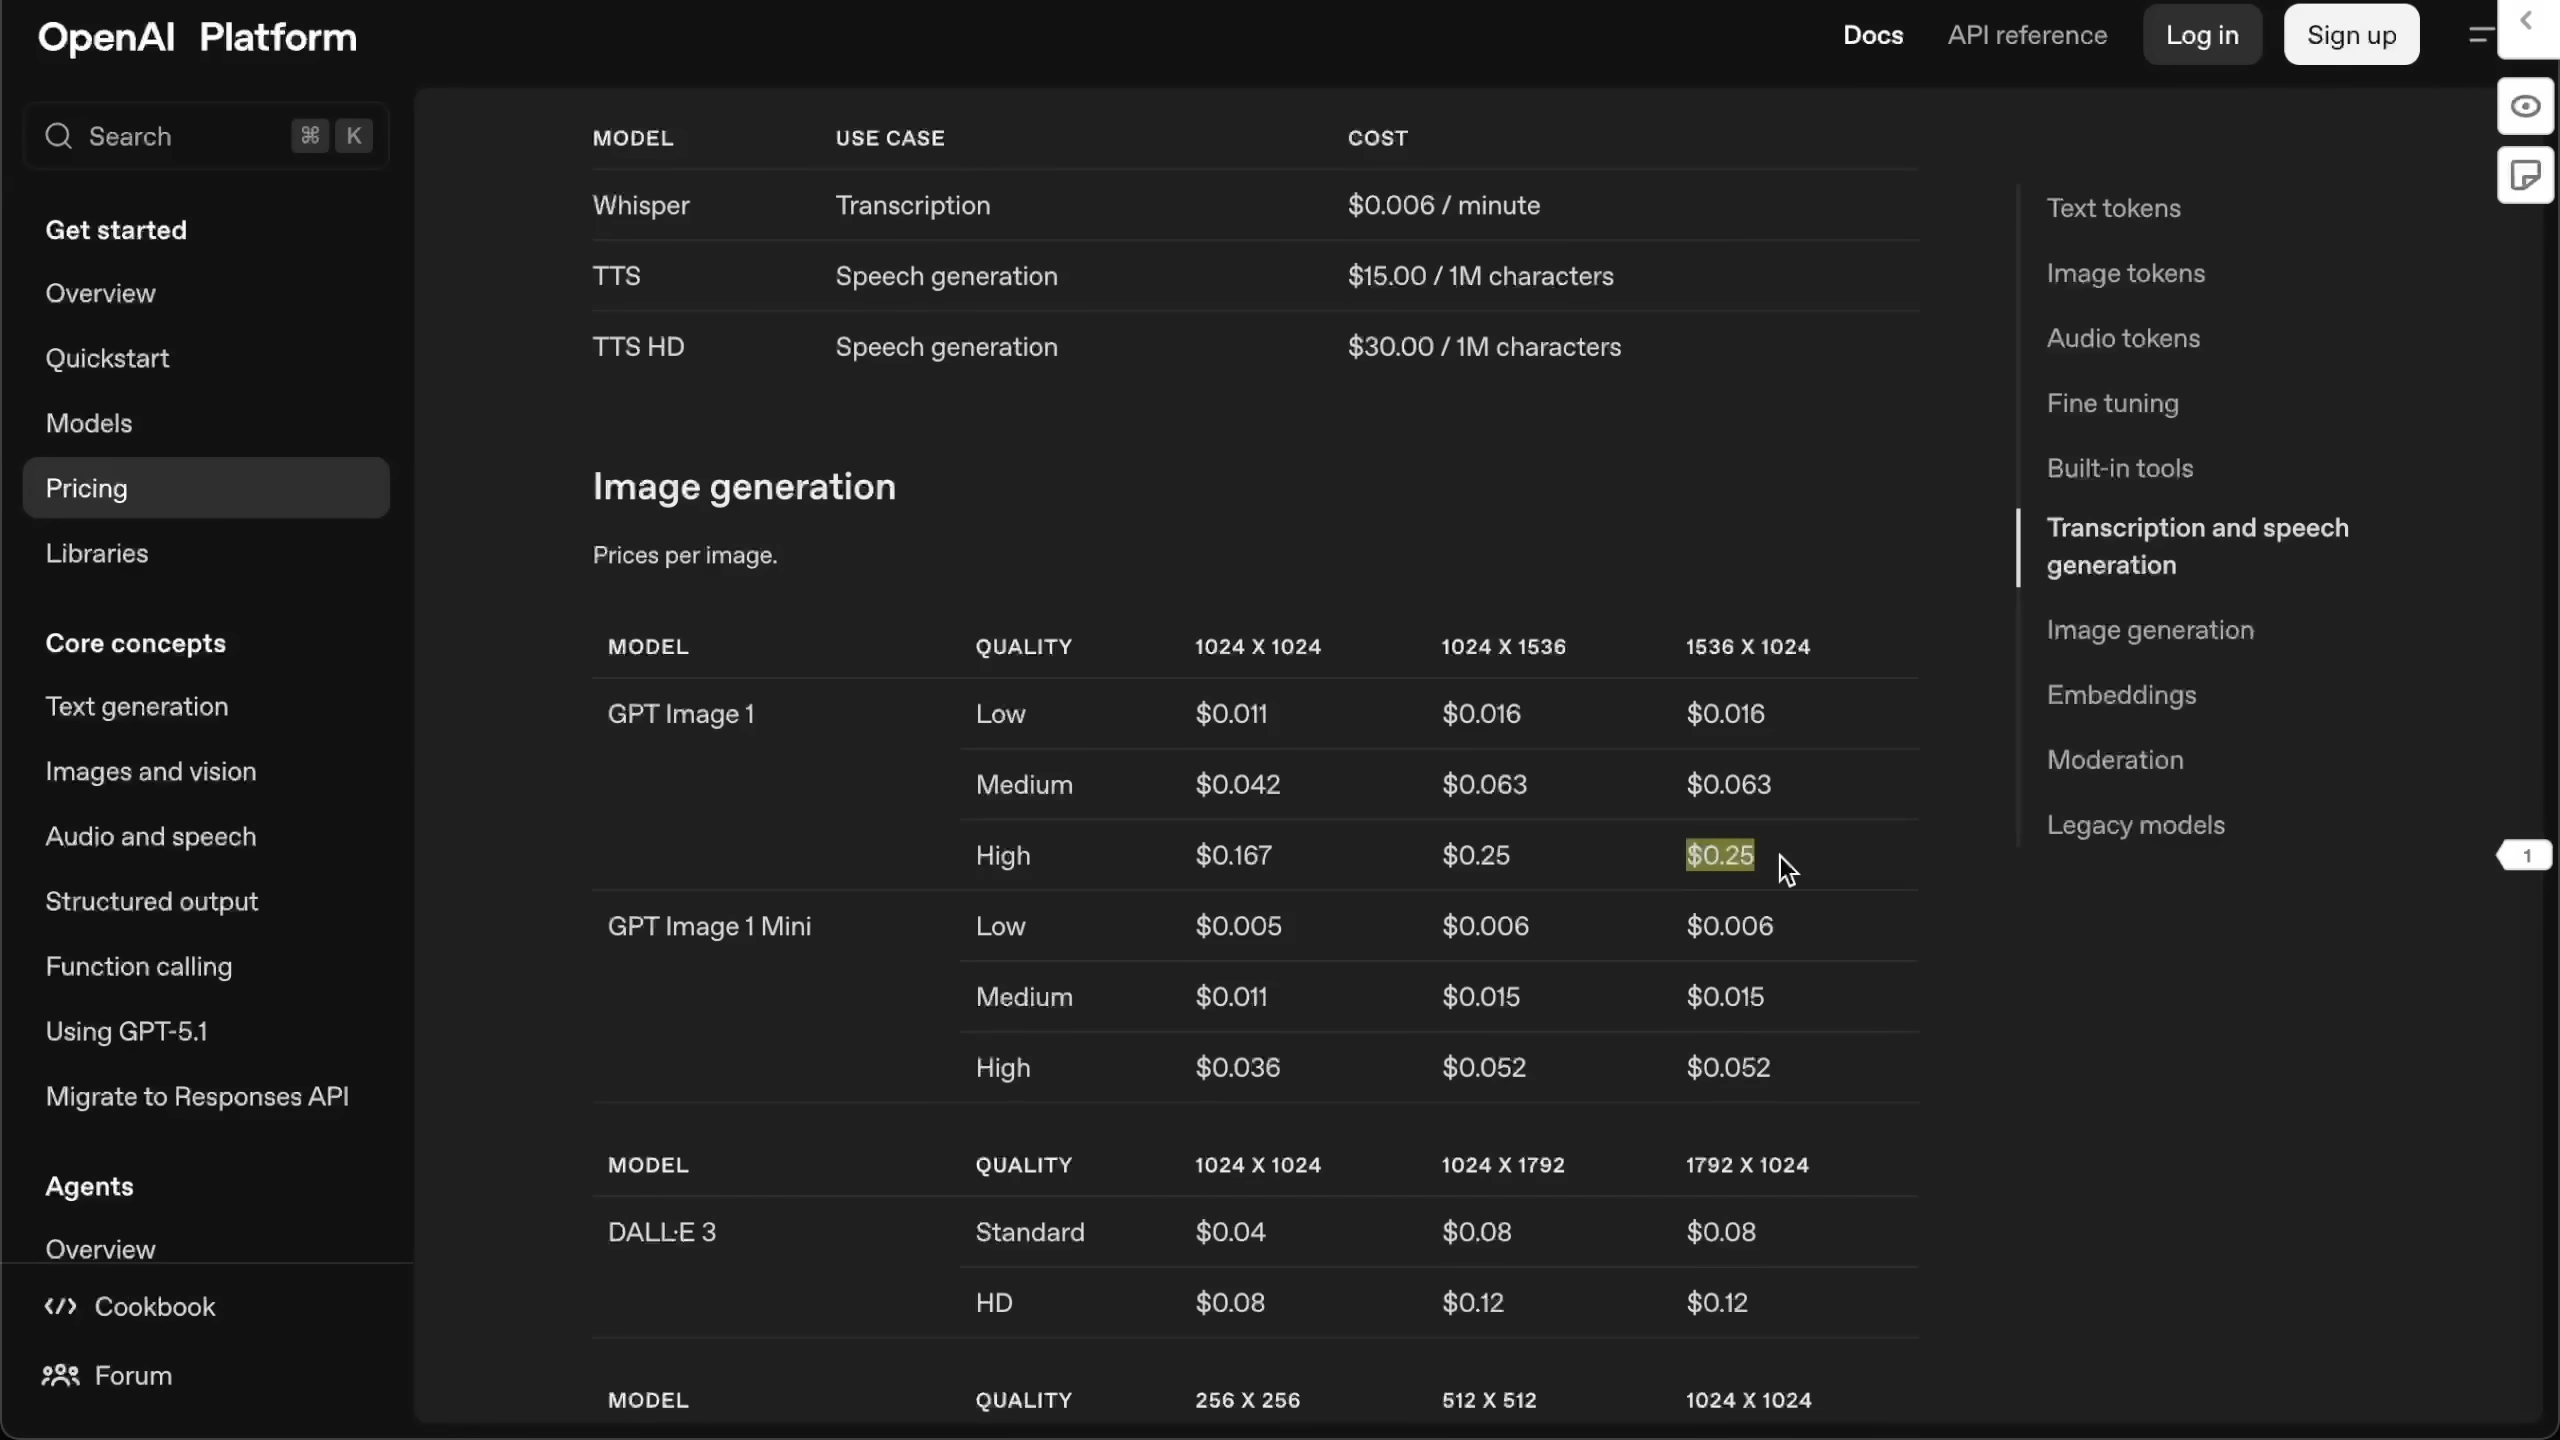 OpenAI Platform
Docs
API reference
Log in
Sign up
Search
⌘ K
Get started
Overview
Quickstart
Models
Pricing
Libraries
Core concepts
Text generation
Images and vision
Audio and speech
Structured output
Function calling
Using GPT-5.1
Migrate to Responses API
Agents
Overview
Cookbook
Forum
MODEL USE CASE COST
Whisper Transcription $0.006 / minute
TTS Speech generation $15.00 / 1M characters
TTS HD Speech generation $30.00 / 1M characters
Image generation
Prices per image.
MODEL QUALITY 1024 X 1024 1024 X 1536 1536 X 1024
GPT Image 1 Low $0.011 $0.016 $0.016
Medium $0.042 $0.063 $0.063
High $0.167 $0.25 $0.25
GPT Image 1 Mini Low $0.005 $0.006 $0.006
Medium $0.011 $0.015 $0.015
High $0.036 $0.052 $0.052
MODEL QUALITY 1024 X 1024 1024 X 1792 1792 X 1024
DALL·E 3 Standard $0.04 $0.08 $0.08
HD $0.08 $0.12 $0.12
MODEL QUALITY 256 X 256 512 X 512 1024 X 1024
Text tokens
Image tokens
Audio tokens
Fine tuning
Built-in tools
Transcription and speech
generation
Image generation
Embeddings
Moderation
Legacy models
1